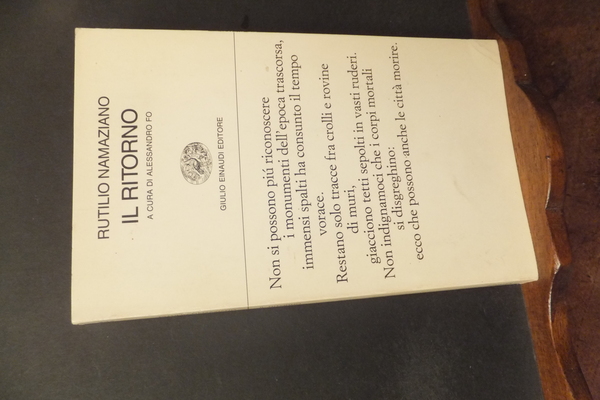 RUTILIO NAMAZIANO
IL RITORNO
A CURA DI ALESSANDRO FO
GIULIO EINAUDI EDITORE
Non si possono piú riconoscere
i monumenti dell'epoca trascorsa,
immensi spalti ha consunto il tempo
vorace.
Restano solo tracce fra crolli e rovine
di muri,
giacciono tetti sepolti in vasti ruderi.
Non indignamoci che i corpi mortali
si disgreghino:
ecco che possono anche le città morire.